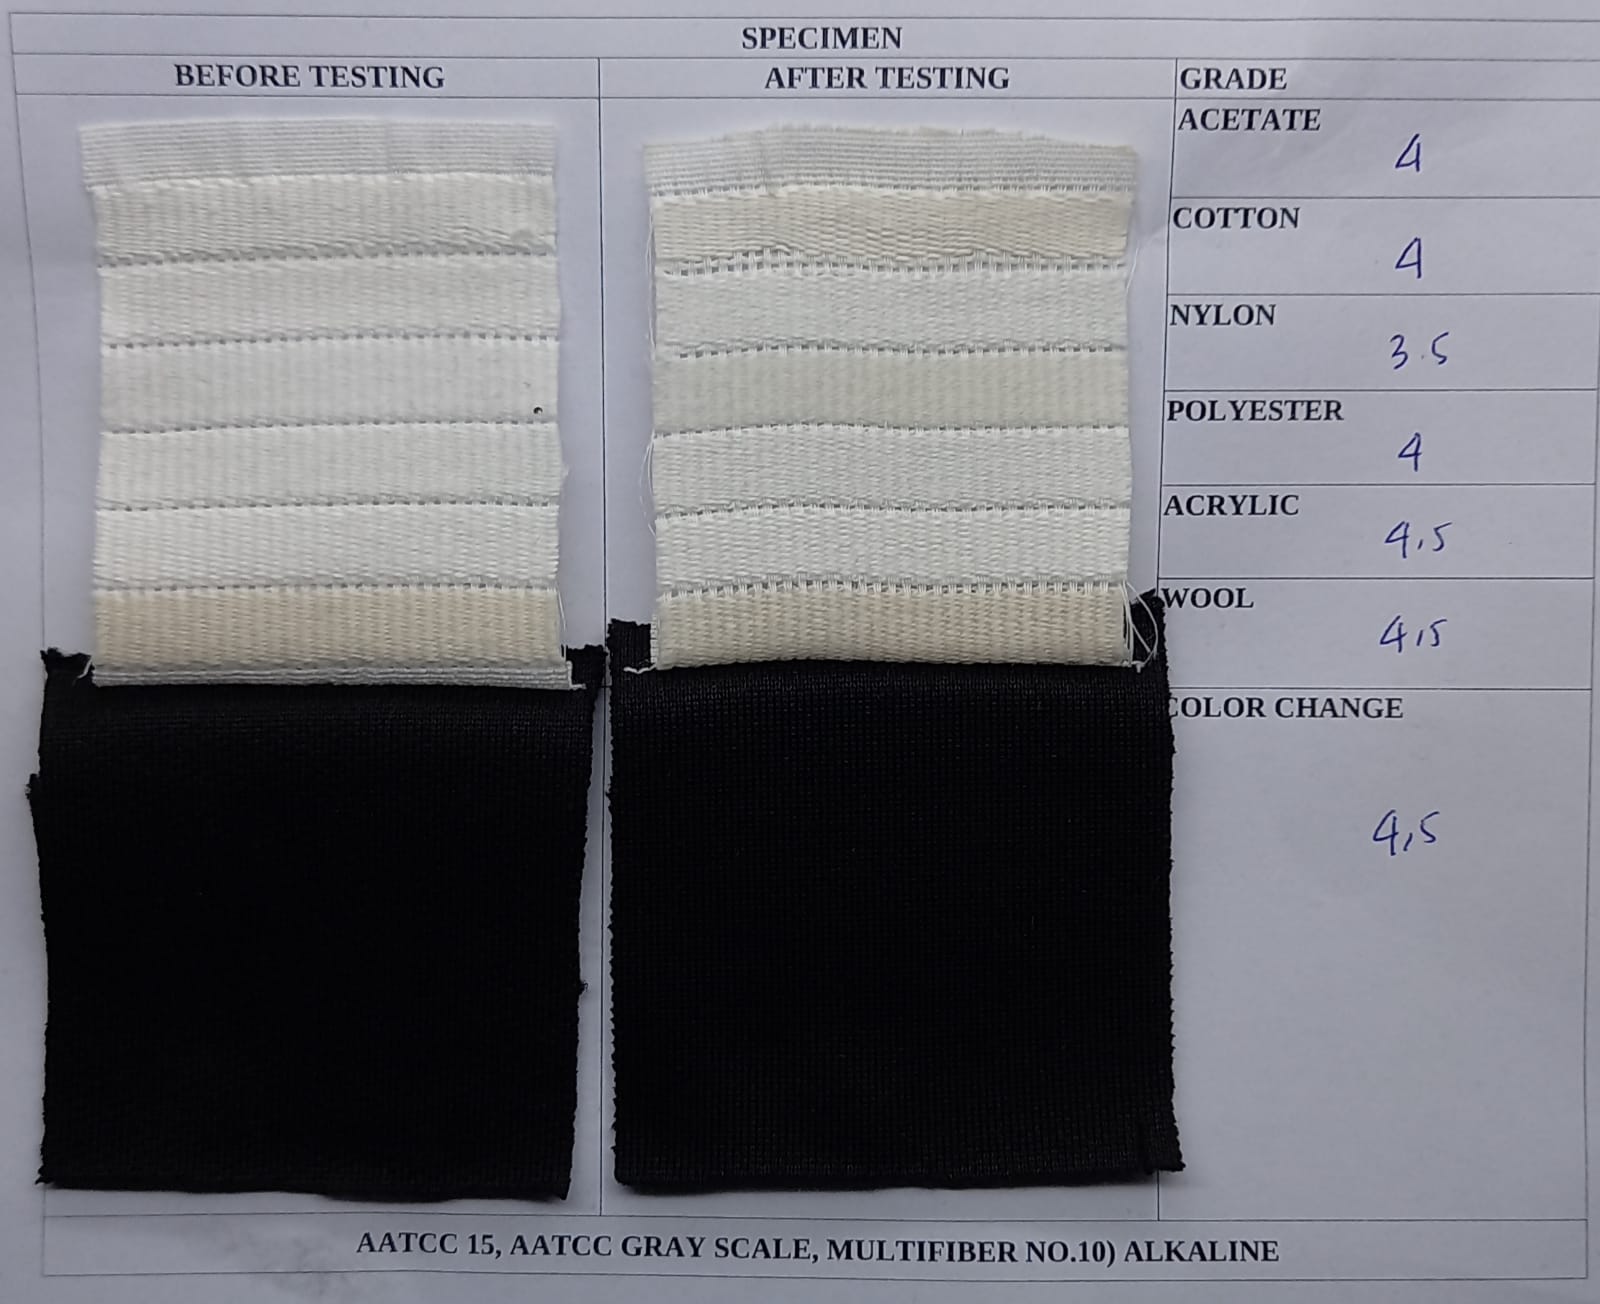 SPECIMEN
BEFORE TESTING
AFTER TESTING
GRADE
ACETATE
4
COTTON
4
NYLON
3.5
POLYESTER
4
ACRYLIC
4,5
WOOL
4,5
COLOR CHANGE
4,5
AATCC 15, AATCC GRAY SCALE, MULTIFIBER NO.10) ALKALINE